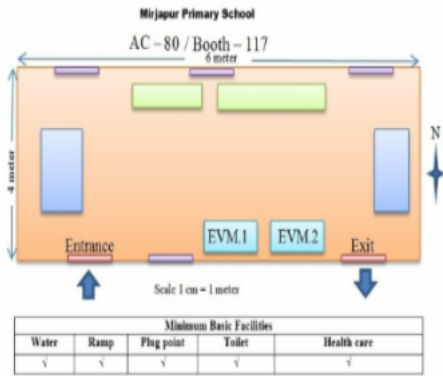 Mirjapur Primary School
AC – 80 / Booth – 117
6 meter
4 meter
N
EVM.1 EVM.2
Entrance Exit
Scale 1 cm = 1 meter
Minimum Basic Facilities
Water Ramp Plug point Toilet Health care
√ √ √ √ √